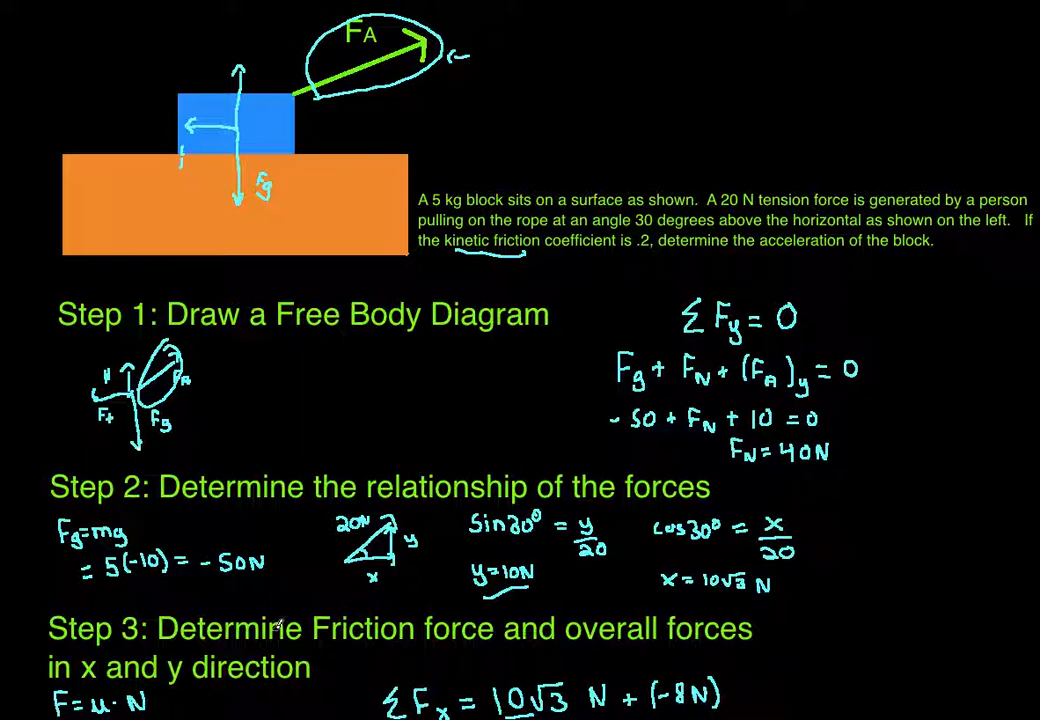 FA
Fg
A 5 kg block sits on a surface as shown. A 20 N tension force is generated by a person
pulling on the rope at an angle 30 degrees above the horizontal as shown on the left. If
the kinetic friction coefficient is .2, determine the acceleration of the block.
Step 1: Draw a Free Body Diagram
ΣFy = 0
Fg + FN + (FA)y = 0
- 50 + FN + 10 = 0
FN = 40N
N
FA
Ff
Fg
Step 2: Determine the relationship of the forces
Fg=mg
= 5(-10) = -50N
20N
y
x
sin30° = y/20
y=10N
cos30° = x/20
x = 10√3 N
Step 3: Determine Friction force and overall forces
in x and y direction
F=u·N
ΣFx = 10√3 N + (-8N)